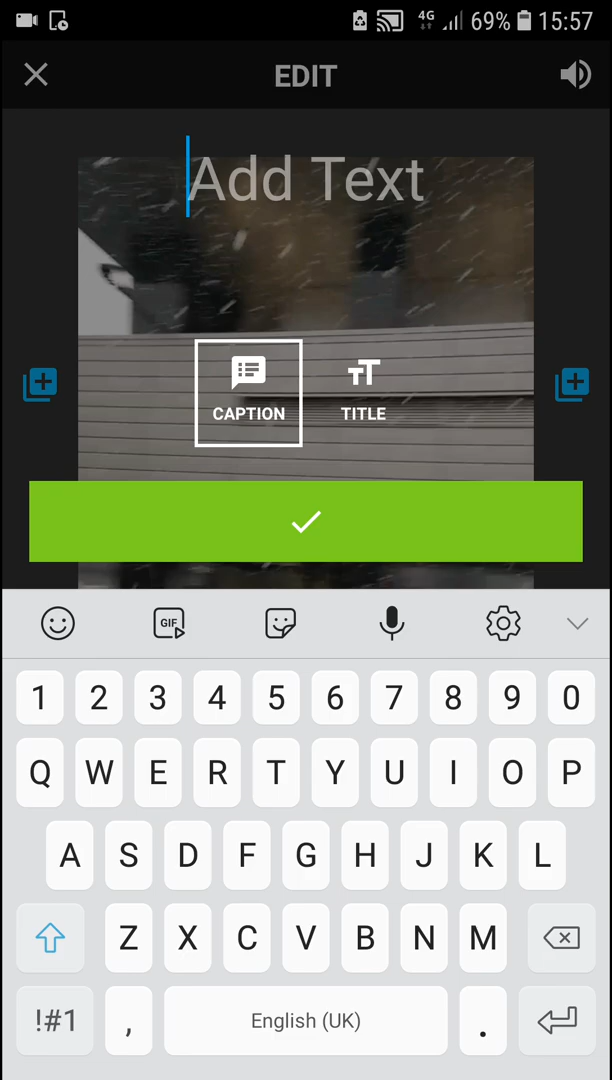 4G 69% 15:57
EDIT
Add Text
CAPTION TITLE
GIF
1 2 3 4 5 6 7 8 9 0
Q W E R T Y U I O P
A S D F G H J K L
Z X C V B N M
!#1 , English (UK) .